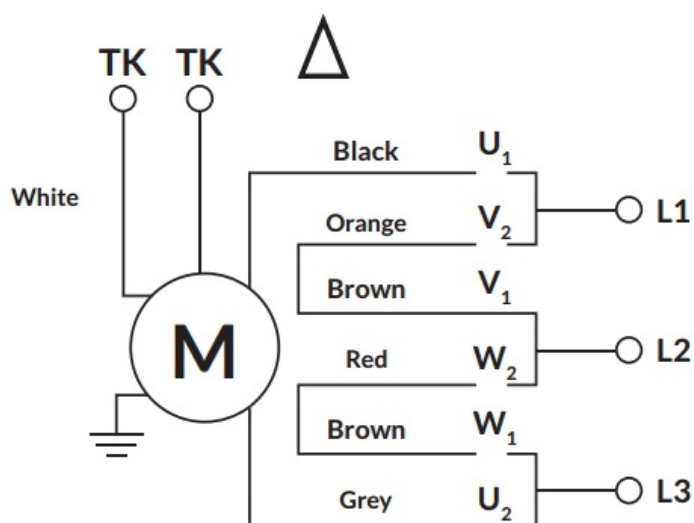 TK TK
Black U1
White
Orange V2
L1
Brown V1
M
Red W2
L2
Brown W1
Grey U2
L3